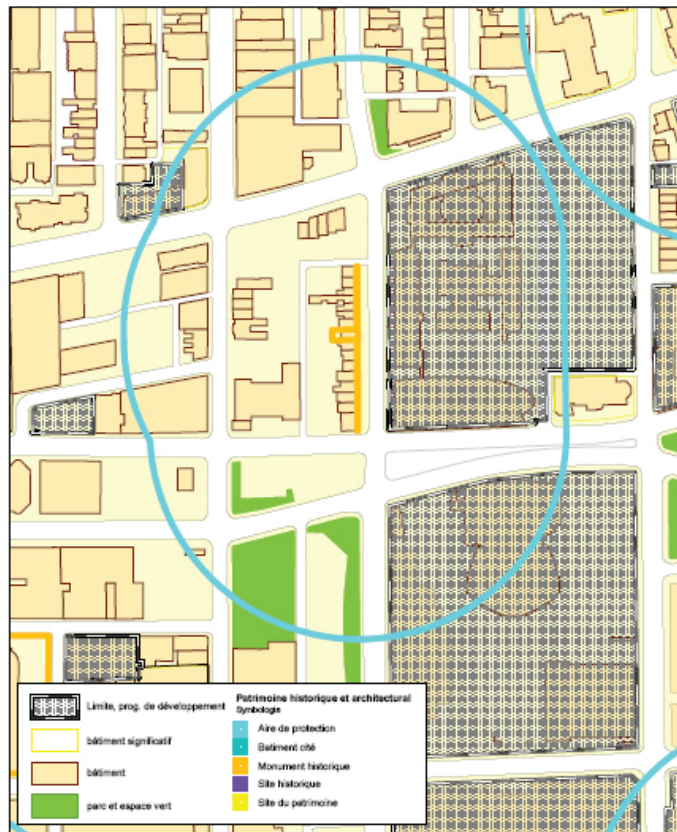 Limite, prog. de développement
bâtiment significatif
bâtiment
parc et espace vert
Patrimoine historique et architectural
Symbologie
Aire de protection
Batiment cité
Monument historique
Site historique
Site du patrimoine